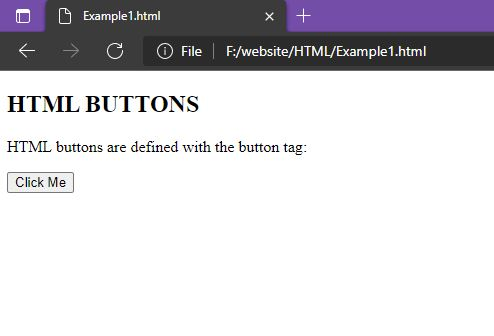 Example1.html
File
F:/website/HTML/Example1.html
HTML BUTTONS
HTML buttons are defined with the button tag:
Click Me